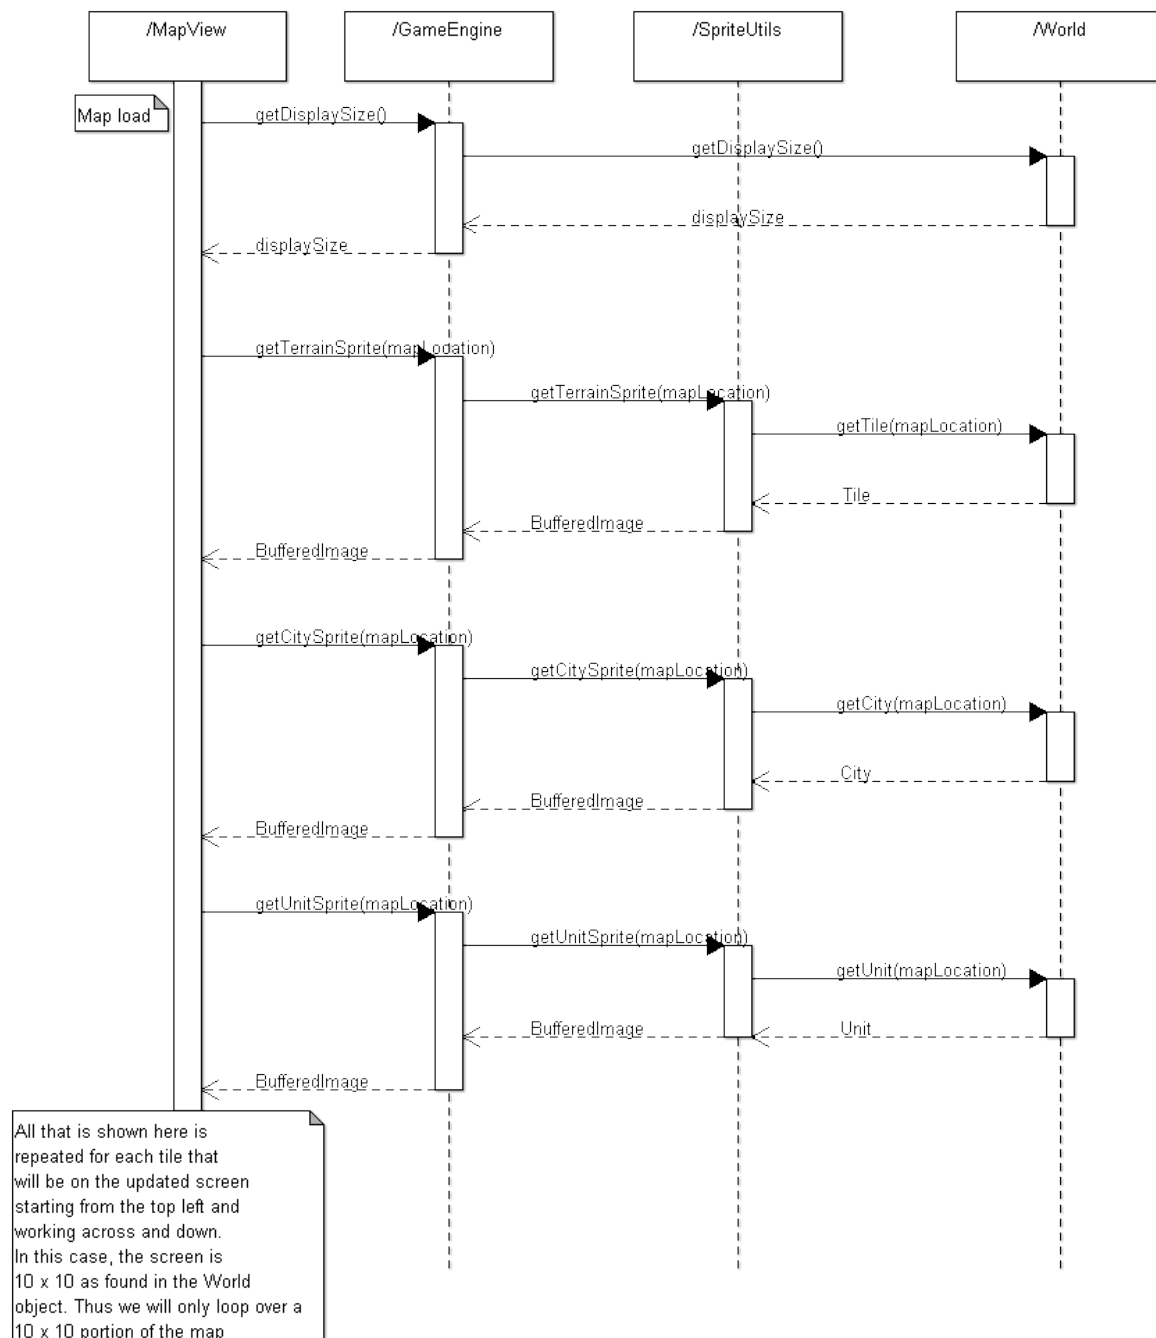 /MapView
/GameEngine
/SpriteUtils
/World
Map load
getDisplaySize()
getDisplaySize()
displaySize
displaySize
getTerrainSprite(mapLocation)
getTerrainSprite(mapLocation)
getTile(mapLocation)
Tile
BufferedImage
BufferedImage
getCitySprite(mapLocation)
getCitySprite(mapLocation)
getCity(mapLocation)
City
BufferedImage
BufferedImage
getUnitSprite(mapLocation)
getUnitSprite(mapLocation)
getUnit(mapLocation)
Unit
BufferedImage
BufferedImage
All that is shown here is
repeated for each tile that
will be on the updated screen
starting from the top left and
working across and down.
In this case, the screen is
10 x 10 as found in the World
object. Thus we will only loop over a
10 x 10 portion of the map